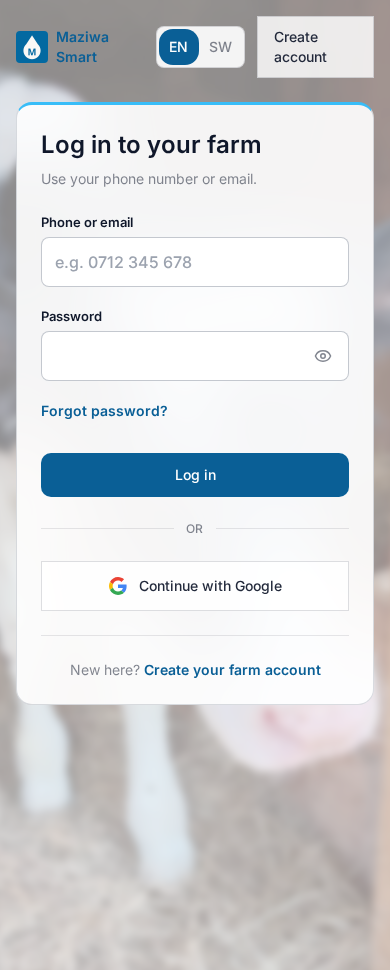 M
Maziwa
Smart
EN
SW
Create
account
Log in to your farm
Use your phone number or email.
Phone or email
e.g. 0712 345 678
Password
Forgot password?
Log in
OR
Continue with Google
New here? Create your farm account